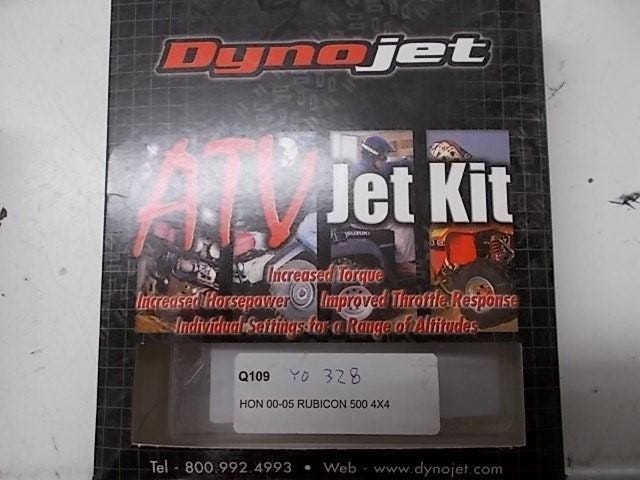 Dynojet
ATV Jet Kit
SUZUKI
Increased Torque
Increased Horsepower Improved Throttle Response
Individual Settings for a Range of Altitudes
Q109 YO 328
HON 00-05 RUBICON 500 4X4
Tel - 800.992.4993 • Web - www.dynojet.com